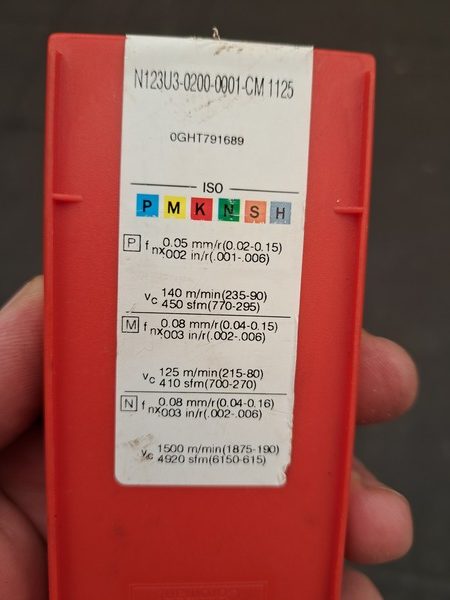 N123U3-0200-0001-CM 1125
0GHT791689
ISO
P M K N S H
P fnx 0.05 mm/r(0.02-0.15)
.002 in/r(.001-.006)
vc 140 m/min(235-90)
450 sfm(770-295)
M fnx 0.08 mm/r(0.04-0.15)
.003 in/r(.002-.006)
vc 125 m/min(215-80)
410 sfm(700-270)
N fnx 0.08 mm/r(0.04-0.16)
.003 in/r(.002-.006)
vc 1500 m/min(1875-190)
4920 sfm(6150-615)